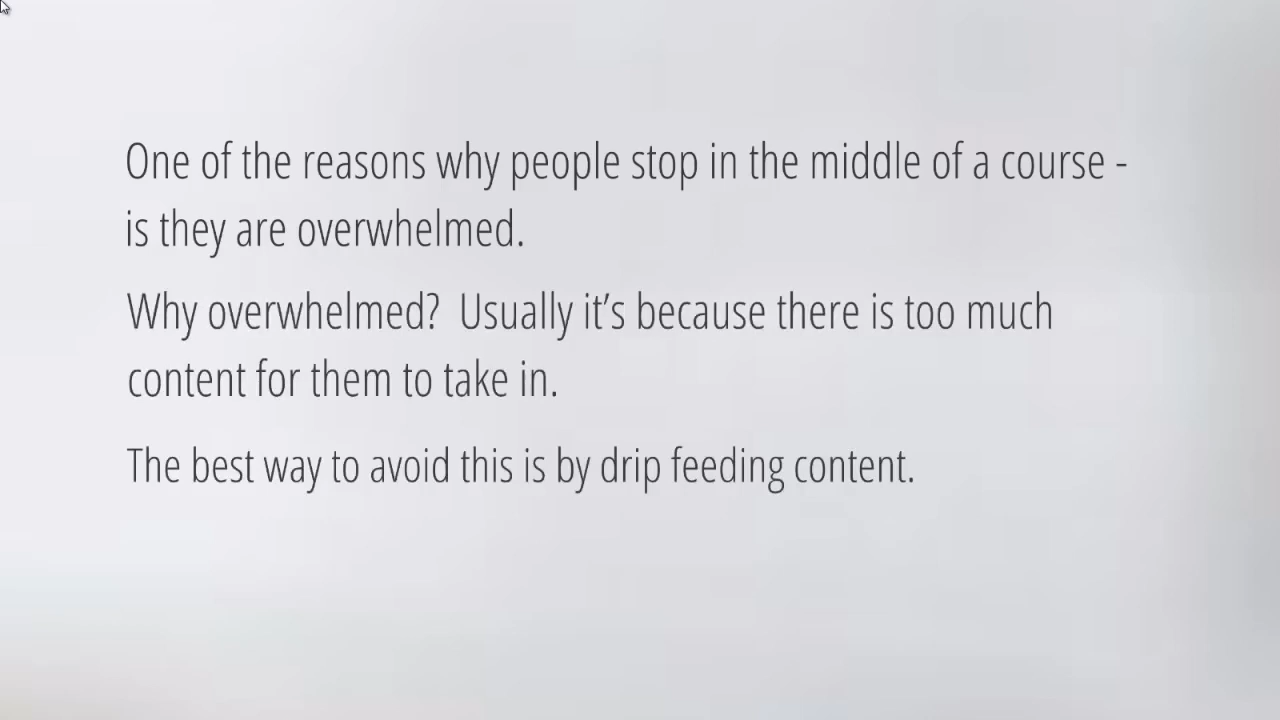 One of the reasons why people stop in the middle of a course -
is they are overwhelmed.
Why overwhelmed?  Usually it’s because there is too much
content for them to take in.
The best way to avoid this is by drip feeding content.